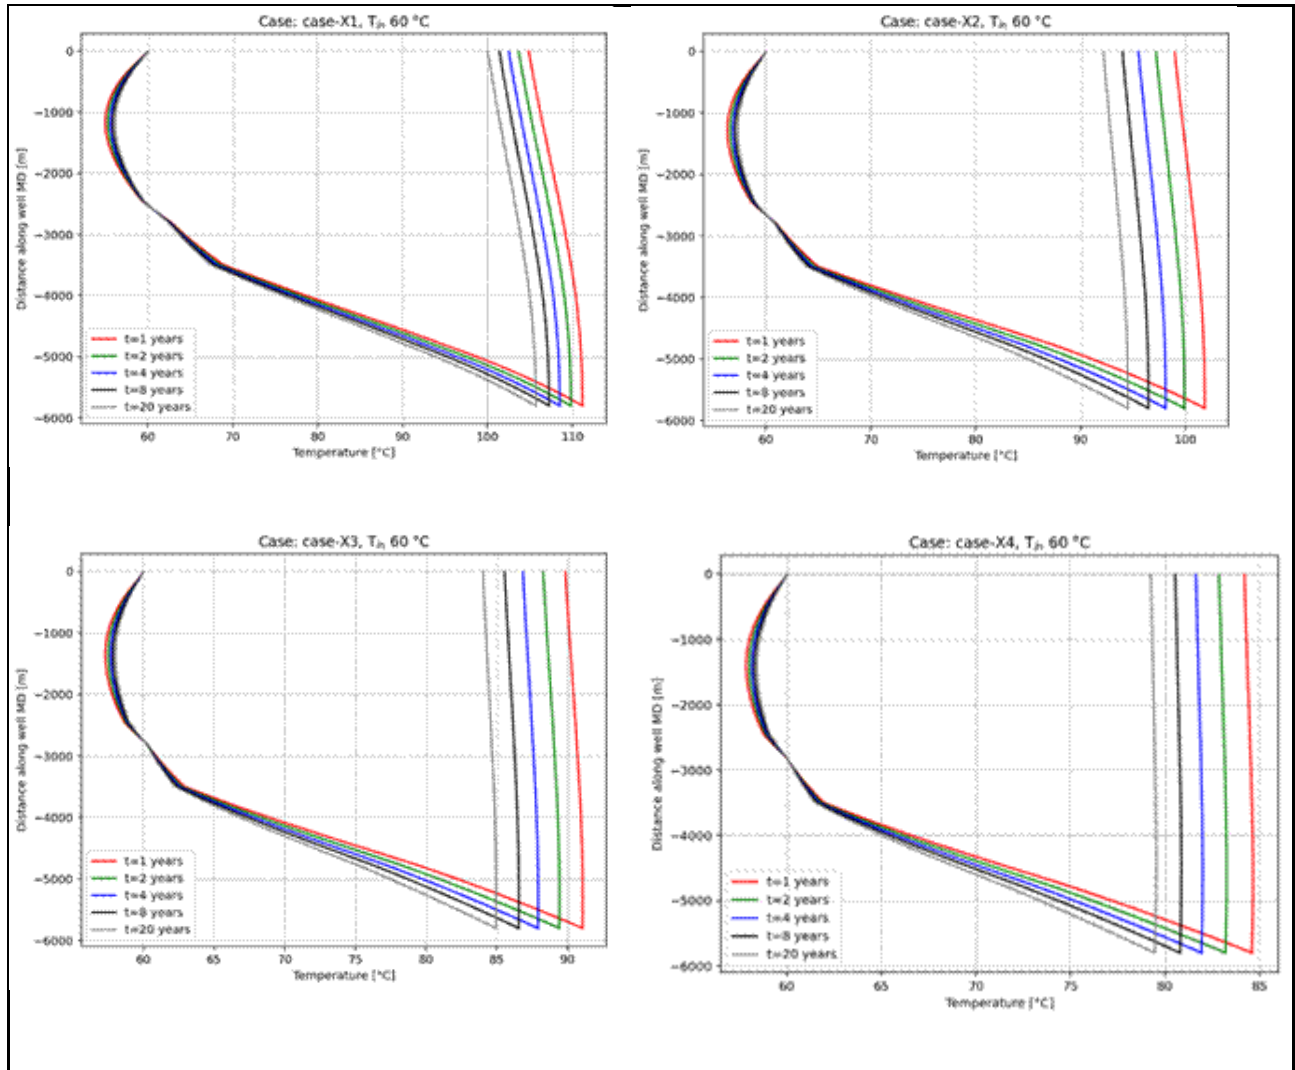 Case: case-X1, T_in 60 °C
Distance along well MD [m]
0
−1000
−2000
−3000
−4000
−5000
−6000
t=1 years
t=2 years
t=4 years
t=8 years
t=20 years
60 70 80 90 100 110
Temperature [°C]
Case: case-X2, T_in 60 °C
Distance along well MD [m]
0
−1000
−2000
−3000
−4000
−5000
−6000
t=1 years
t=2 years
t=4 years
t=8 years
t=20 years
60 70 80 90 100
Temperature [°C]
Case: case-X3, T_in 60 °C
Distance along well MD [m]
0
−1000
−2000
−3000
−4000
−5000
−6000
t=1 years
t=2 years
t=4 years
t=8 years
t=20 years
60 65 70 75 80 85 90
Temperature [°C]
Case: case-X4, T_in 60 °C
Distance along well MD [m]
0
−1000
−2000
−3000
−4000
−5000
−6000
t=1 years
t=2 years
t=4 years
t=8 years
t=20 years
60 65 70 75 80 85
Temperature [°C]